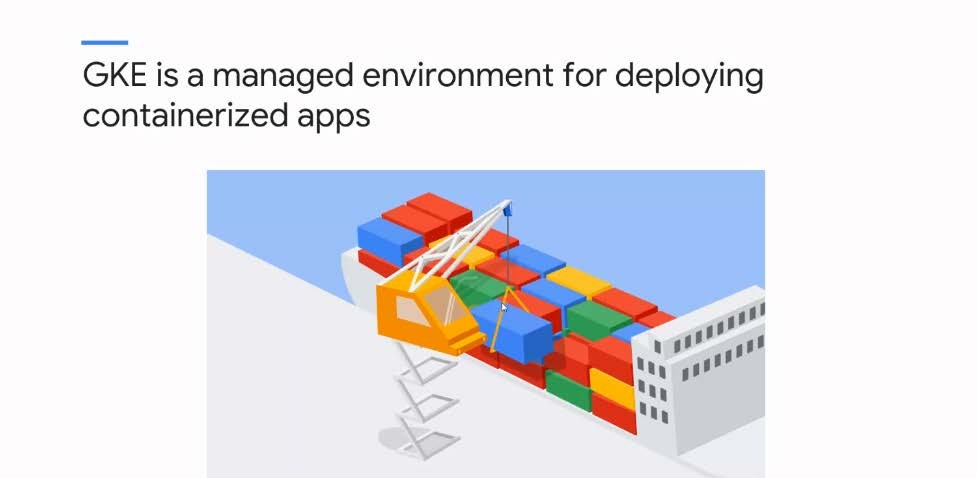 GKE is a managed environment for deploying
containerized apps